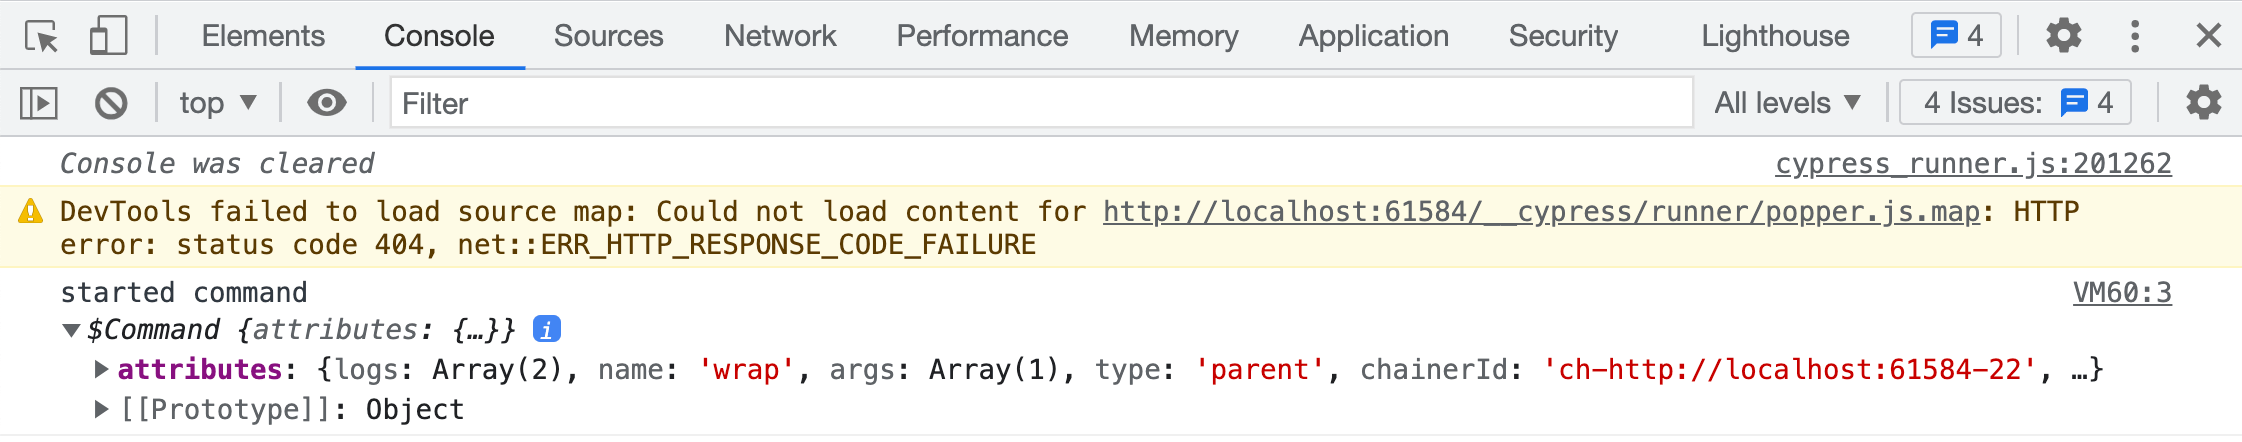 Elements Console Sources Network Performance Memory Application Security Lighthouse 4
top Filter All levels 4 Issues: 4
Console was cleared cypress_runner.js:201262
DevTools failed to load source map: Could not load content for http://localhost:61584/__cypress/runner/popper.js.map: HTTP
error: status code 404, net::ERR_HTTP_RESPONSE_CODE_FAILURE
started command VM60:3
$Command {attributes: {…}} i
attributes: {logs: Array(2), name: 'wrap', args: Array(1), type: 'parent', chainerId: 'ch-http://localhost:61584-22', …}
[[Prototype]]: Object